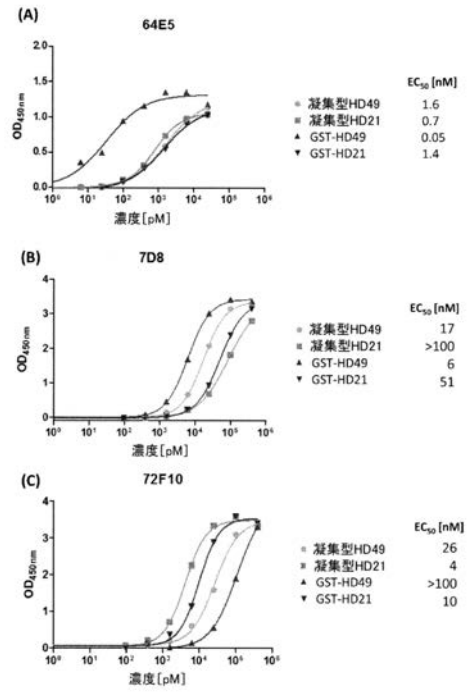 (A)
64E5
OD450nm
2.0
1.5
1.0
0.5
0.0
10⁰ 10¹ 10² 10³ 10⁴ 10⁵ 10⁶
濃度[pM]
EC50 [nM]
凝集型HD49 1.6
凝集型HD21 0.7
GST-HD49 0.05
GST-HD21 1.4
(B)
7D8
OD450nm
4
3
2
1
0
10⁰ 10¹ 10² 10³ 10⁴ 10⁵ 10⁶
濃度[pM]
EC50 [nM]
凝集型HD49 17
凝集型HD21 >100
GST-HD49 6
GST-HD21 51
(C)
72F10
OD450nm
4
3
2
1
0
10⁰ 10¹ 10² 10³ 10⁴ 10⁵ 10⁶
濃度[pM]
EC50 [nM]
凝集型HD49 26
凝集型HD21 4
GST-HD49 >100
GST-HD21 10